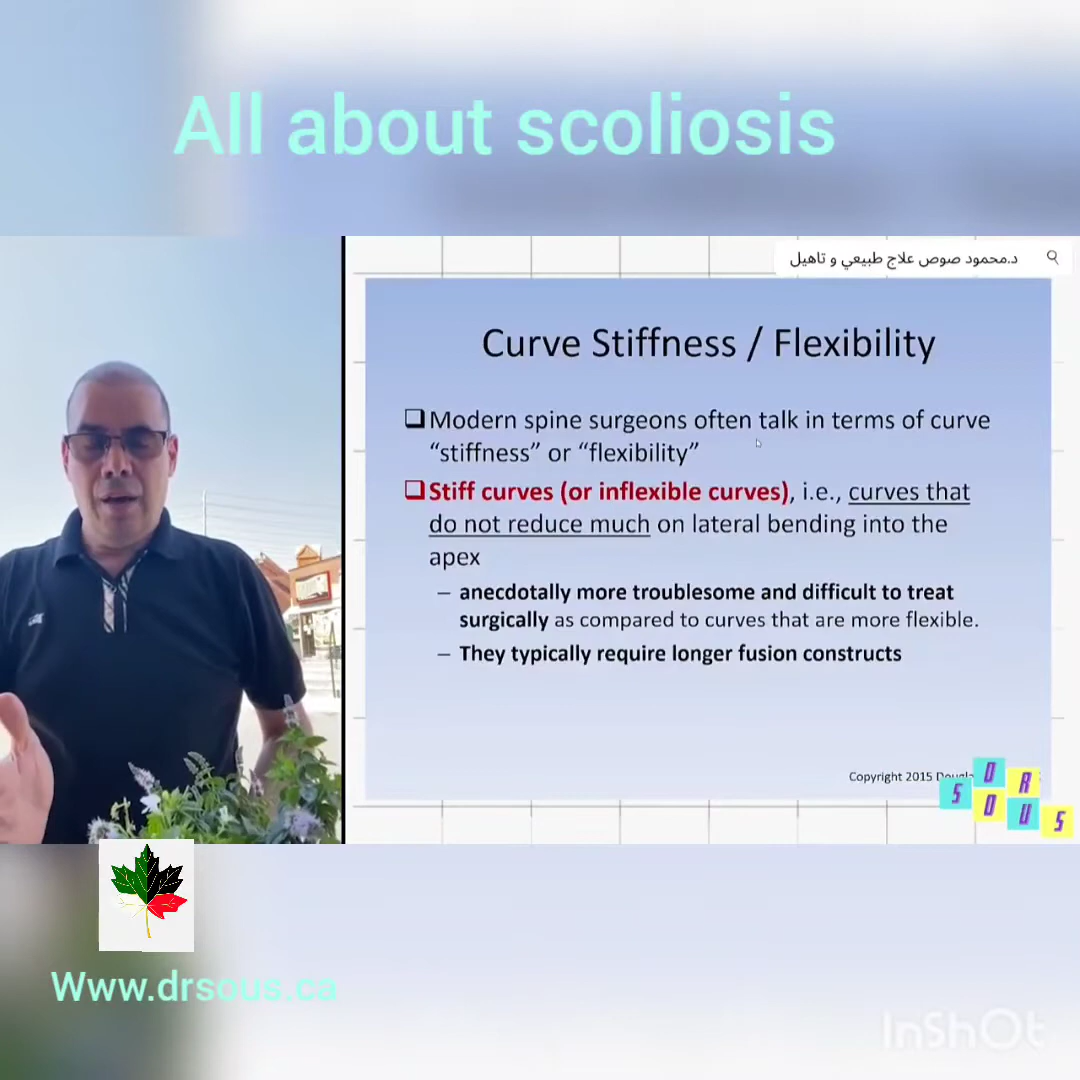 All about scoliosis
د.محمود صوص علاج طبيعي و تاهيل
Curve Stiffness / Flexibility
Modern spine surgeons often talk in terms of curve
“stiffness” or “flexibility”
Stiff curves (or inflexible curves), i.e., curves that
do not reduce much on lateral bending into the
apex
– anecdotally more troublesome and difficult to treat
surgically as compared to curves that are more flexible.
– They typically require longer fusion constructs
Copyright 2015
DR
SOUS
Www.drsous.ca
InShOt